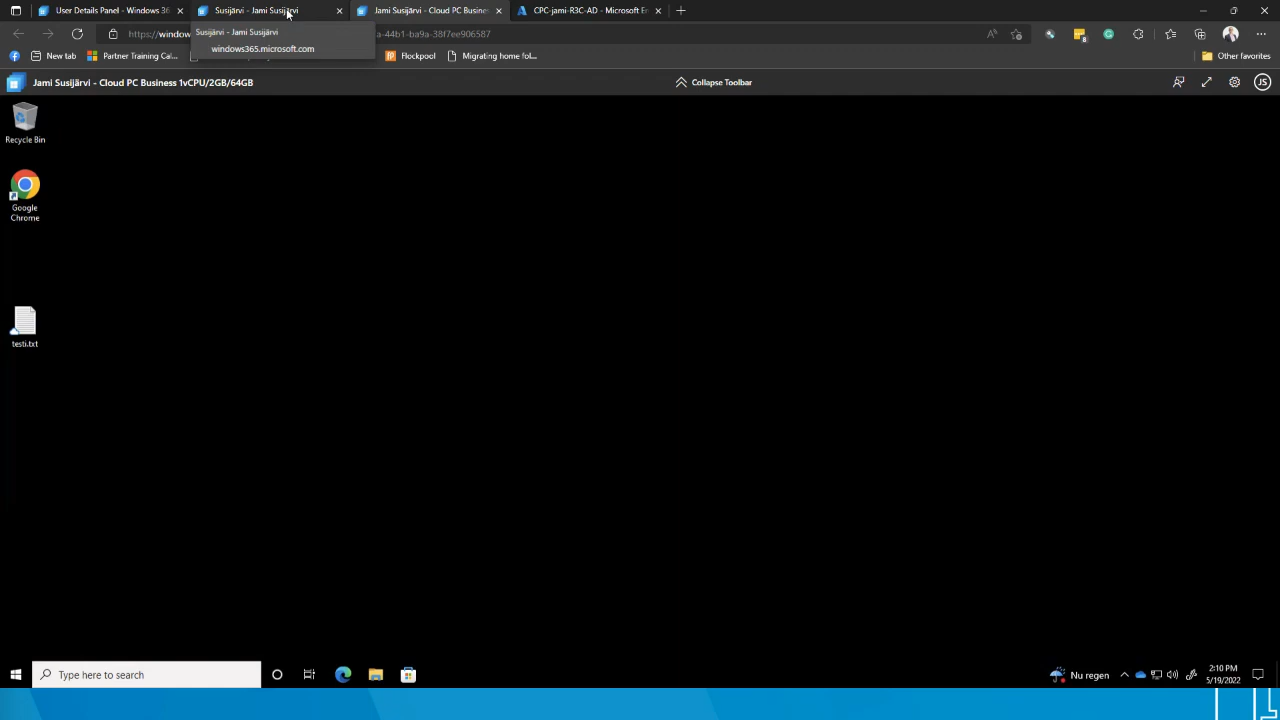 User Details Panel - Windows 36
Susijärvi - Jami Susijärvi
Jami Susijärvi - Cloud PC Busines
CPC-jami-R3C-AD - Microsoft En
https://window
-44b1-ba9a-38f7ee906587
Susijärvi - Jami Susijärvi
windows365.microsoft.com
New tab
Partner Training Cal...
Flockpool
Migrating home fol...
Other favorites
Jami Susijärvi - Cloud PC Business 1vCPU/2GB/64GB
Collapse Toolbar
JS
Recycle Bin
Google
Chrome
testi.txt
Type here to search
Nu regen
2:10 PM
5/19/2022